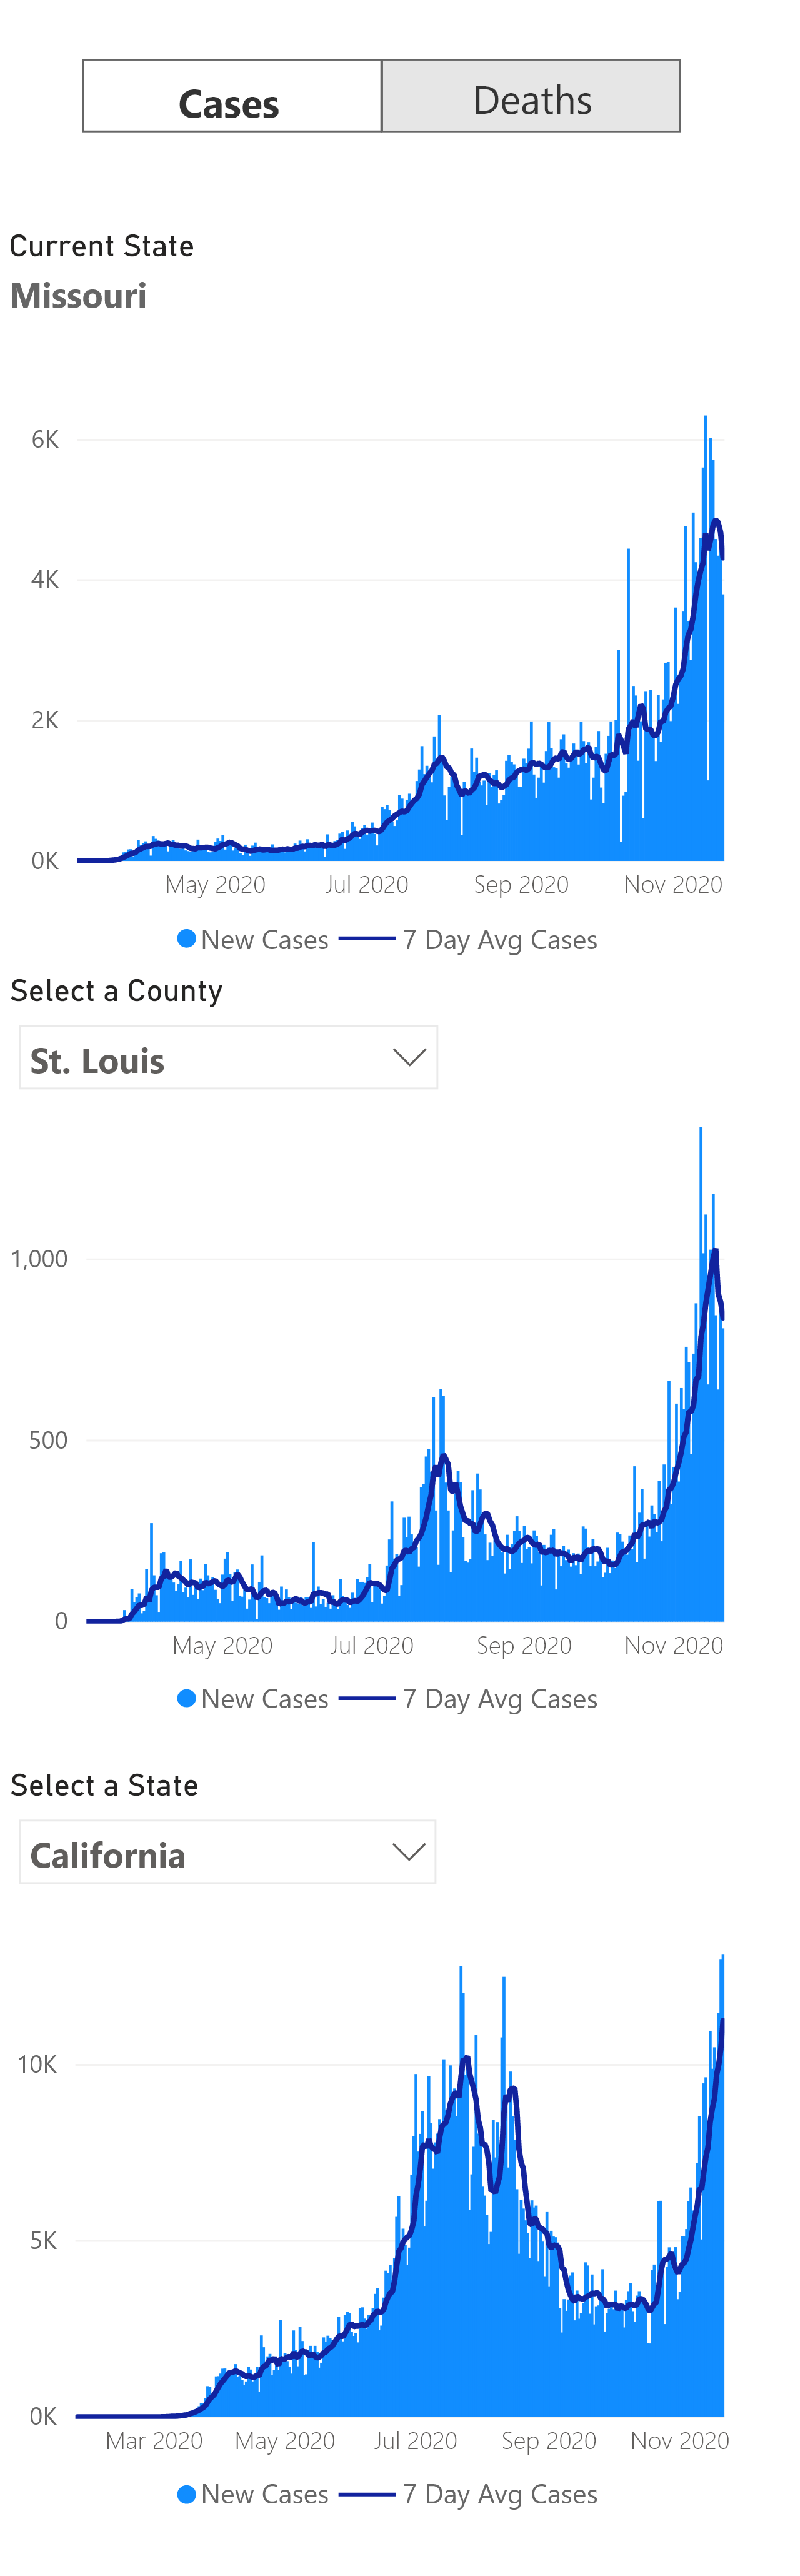 Cases Deaths
Current State
Missouri
6K
4K
2K
0K
May 2020 Jul 2020 Sep 2020 Nov 2020
New Cases 7 Day Avg Cases
Select a County
St. Louis
1,000
500
0
May 2020 Jul 2020 Sep 2020 Nov 2020
New Cases 7 Day Avg Cases
Select a State
California
10K
5K
0K
Mar 2020 May 2020 Jul 2020 Sep 2020 Nov 2020
New Cases 7 Day Avg Cases